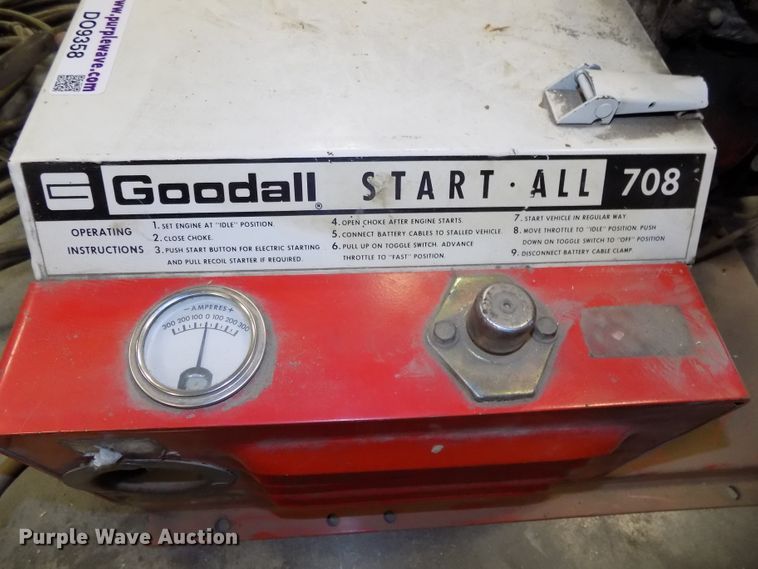 www.purplewave.com
DO9358
G Goodall® START·ALL 708
OPERATING INSTRUCTIONS
1. SET ENGINE AT "IDLE" POSITION.
2. CLOSE CHOKE.
3. PUSH START BUTTON FOR ELECTRIC STARTING
AND PULL RECOIL STARTER IF REQUIRED.
4. OPEN CHOKE AFTER ENGINE STARTS.
5. CONNECT BATTERY CABLES TO STALLED VEHICLE.
6. PULL UP ON TOGGLE SWITCH. ADVANCE
THROTTLE TO "FAST" POSITION.
7. START VEHICLE IN REGULAR WAY.
8. MOVE THROTTLE TO "IDLE" POSITION. PUSH
DOWN ON TOGGLE SWITCH TO "OFF" POSITION
9. DISCONNECT BATTERY CABLE CLAMP.
-AMPERES+
300 200 100 0 100 200 300
Purple Wave Auction